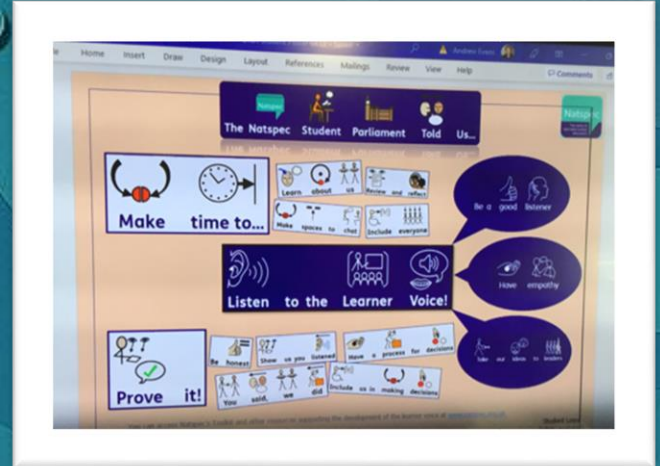 Home Insert Draw Design Layout References Mailings Review View Help
Comments
Natspec
The Natspec Student Parliament Told Us...
Natspec
Make time to...
Learn about us
Review and reflect
Make spaces to chat
Include everyone
Be a good listener
Listen to the Learner Voice!
Have empathy
Prove it!
Be honest
Show us you listened
Have a process for decisions
You said, we did
Include us in making decisions
Take our ideas to leaders